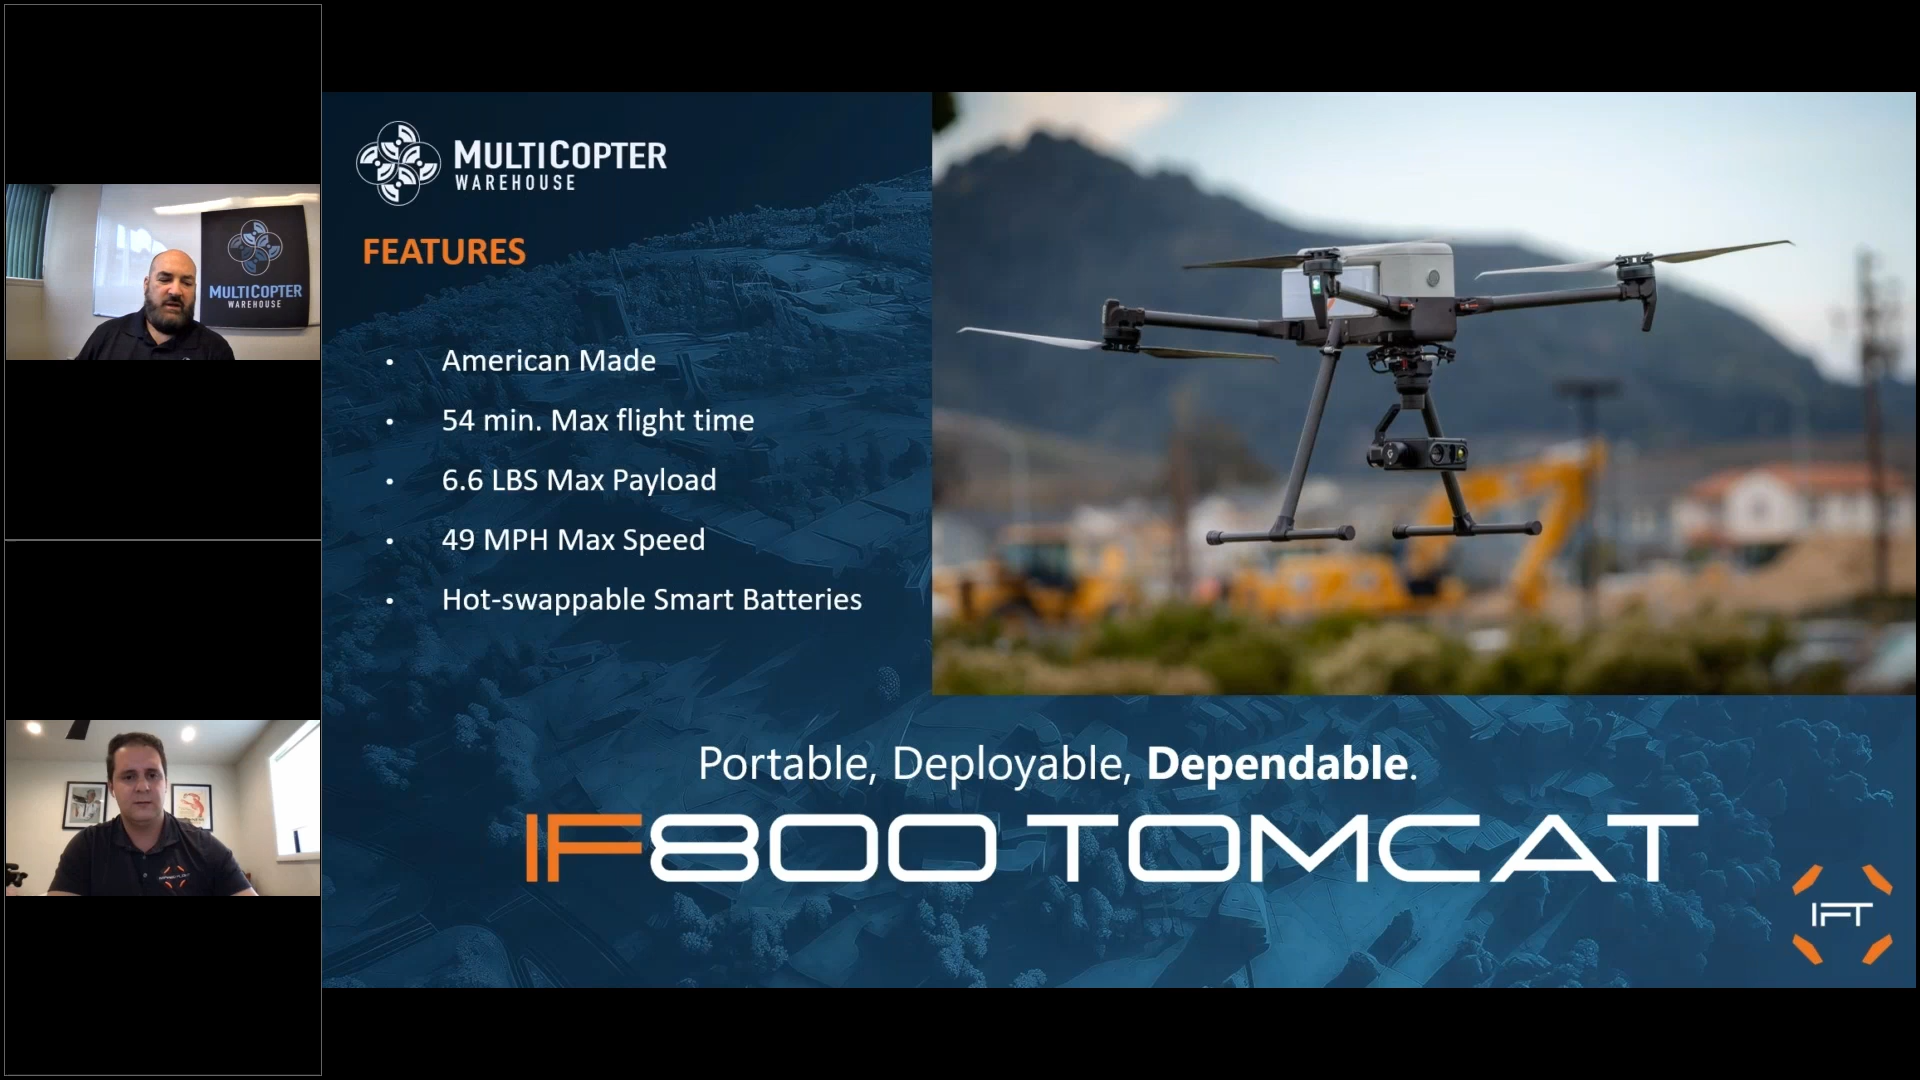 MULTICOPTER
WAREHOUSE
MULTICOPTER
WAREHOUSE
FEATURES
• American Made
• 54 min. Max flight time
• 6.6 LBS Max Payload
• 49 MPH Max Speed
• Hot-swappable Smart Batteries
Portable, Deployable, Dependable.
IF800 TOMCAT
IFT